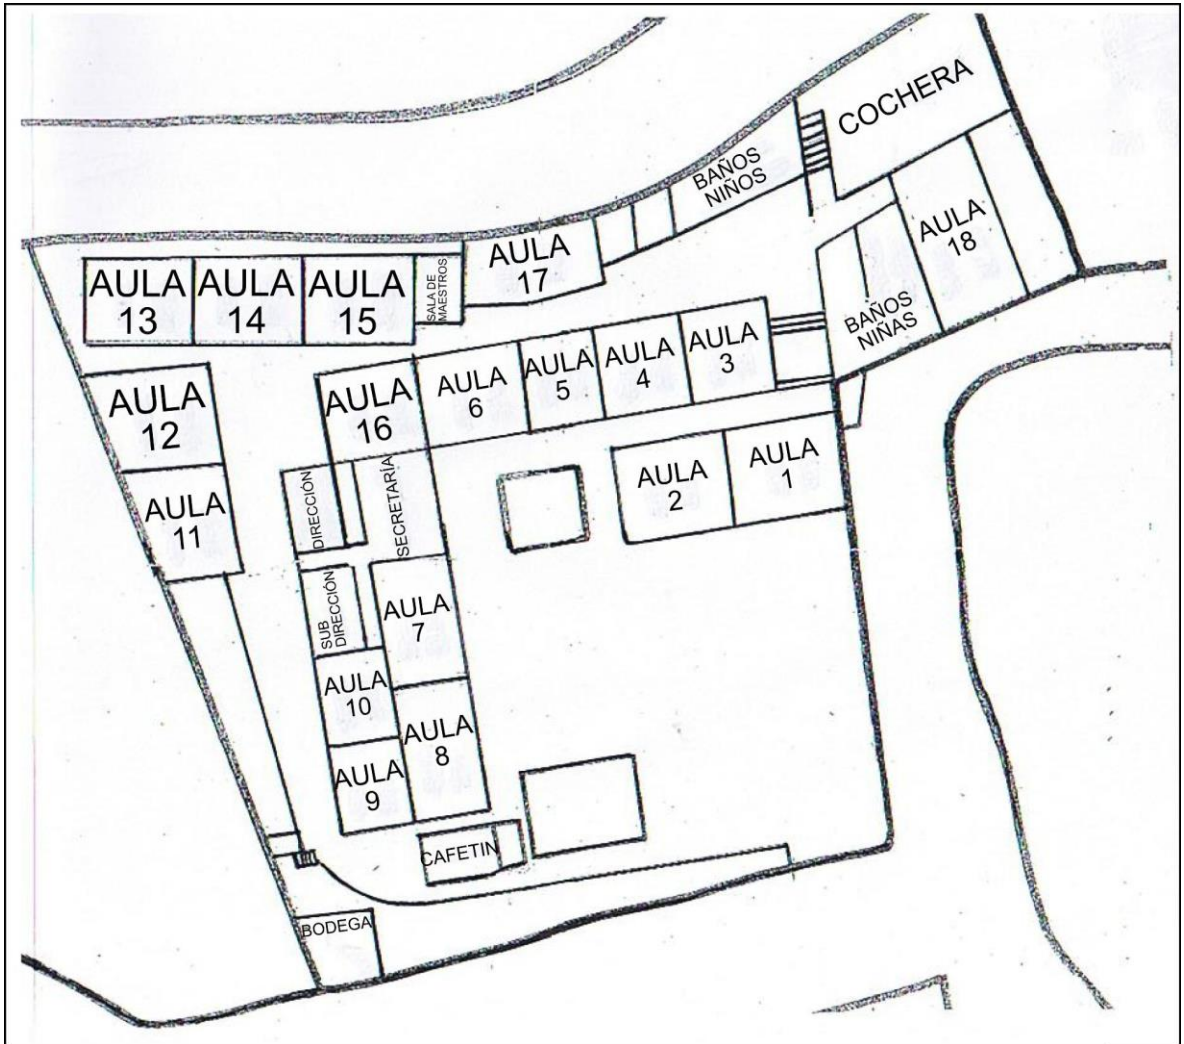 COCHERA
BAÑOS
NIÑOS
AULA
18
AULA
17
SALA DE
MAESTROS
AULA
13
AULA
14
AULA
15
BAÑOS
NIÑAS
AULA
3
AULA
4
AULA
5
AULA
6
AULA
16
AULA
12
AULA
11
AULA
1
AULA
2
DIRECCIÓN
SECRETARÍA
SUB
DIRECCIÓN
AULA
7
AULA
10
AULA
8
AULA
9
CAFETIN
BODEGA